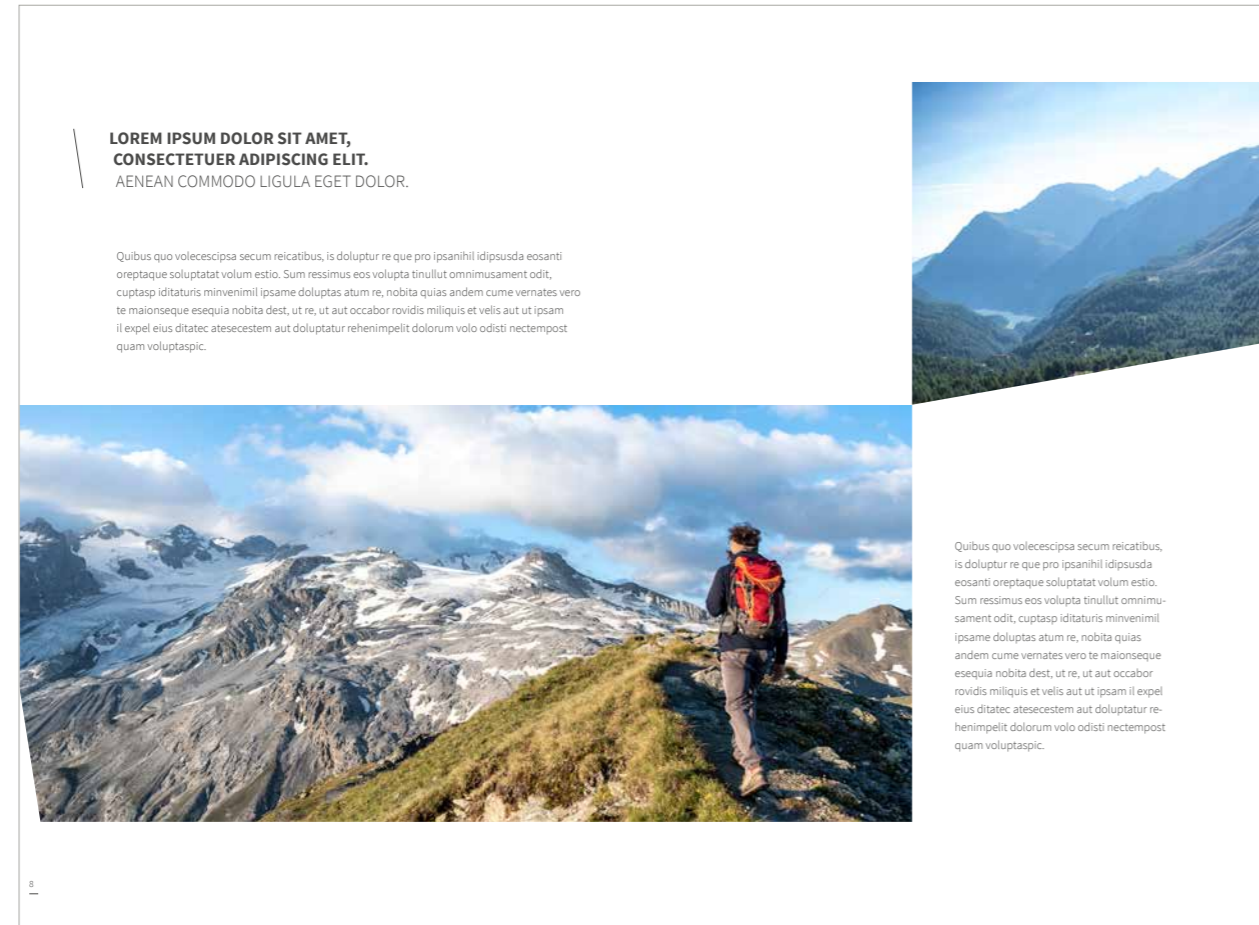 LOREM IPSUM DOLOR SIT AMET,
CONSECTETUER ADIPISCING ELIT.
AENEAN COMMODO LIGULA EGET DOLOR.
Quibus quo volecescipsa secum reicatibus, is doluptur re que pro ipsanihil idipsusda eosanti
oreptaque soluptatat volum estio. Sum ressimus eos volupta tinullut omnimusament odit,
cuptasp iditaturis minvenimil ipsame doluptas atum re, nobita quias andem cume vernates vero
te maionseque esequia nobita dest, ut re, ut aut occabor rovidis miliquis et velis aut ut ipsam
il expel eius ditatec atesecestem aut doluptatur rehenimpelit dolorum volo odisti nectempost
quam voluptaspic.
Quibus quo volecescipsa secum reicatibus,
is doluptur re que pro ipsanihil idipsusda
eosanti oreptaque soluptatat volum estio.
Sum ressimus eos volupta tinullut omnimu-
sament odit, cuptasp iditaturis minvenimil
ipsame doluptas atum re, nobita quias
andem cume vernates vero te maionseque
esequia nobita dest, ut re, ut aut occabor
rovidis miliquis et velis aut ut ipsam il expel
eius ditatec atesecestem aut doluptatur re-
henimpelit dolorum volo odisti nectempost
quam voluptaspic.
8